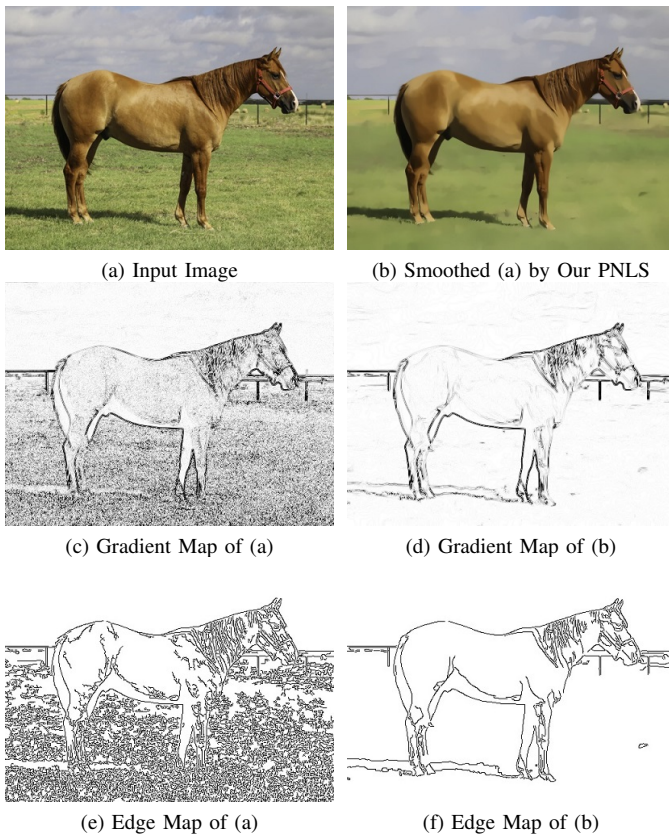 (a) Input Image
(b) Smoothed (a) by Our PNLS
(c) Gradient Map of (a)
(d) Gradient Map of (b)
(e) Edge Map of (a)
(f) Edge Map of (b)